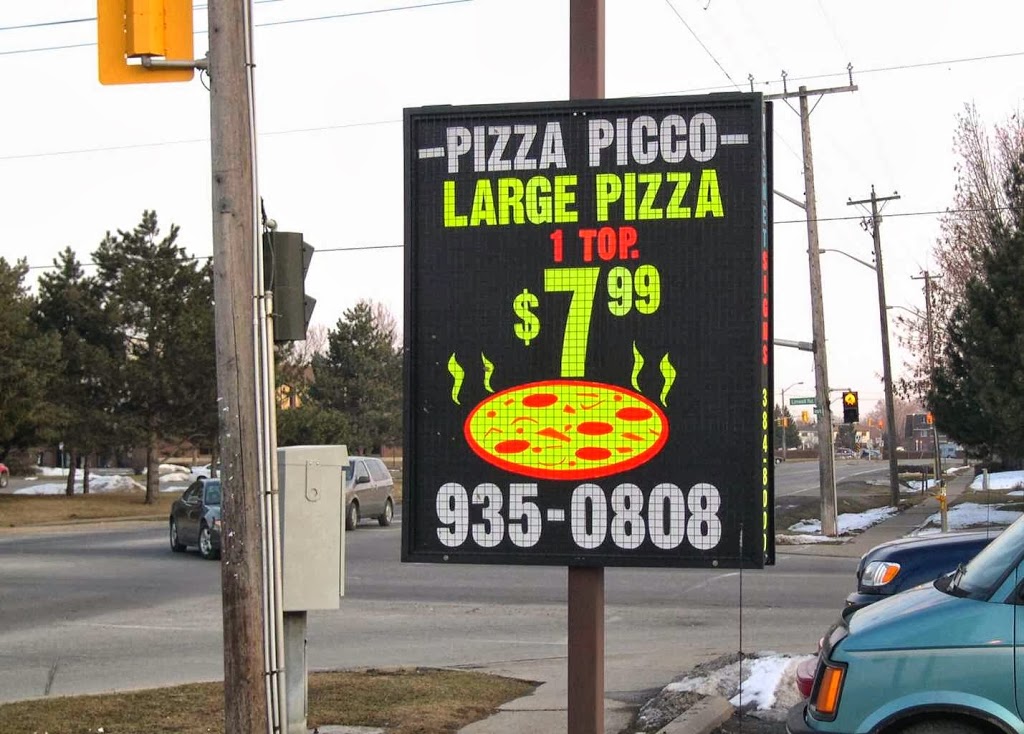 -PIZZA PICCO-
LARGE PIZZA
1 TOP.
$7.99
935-0808